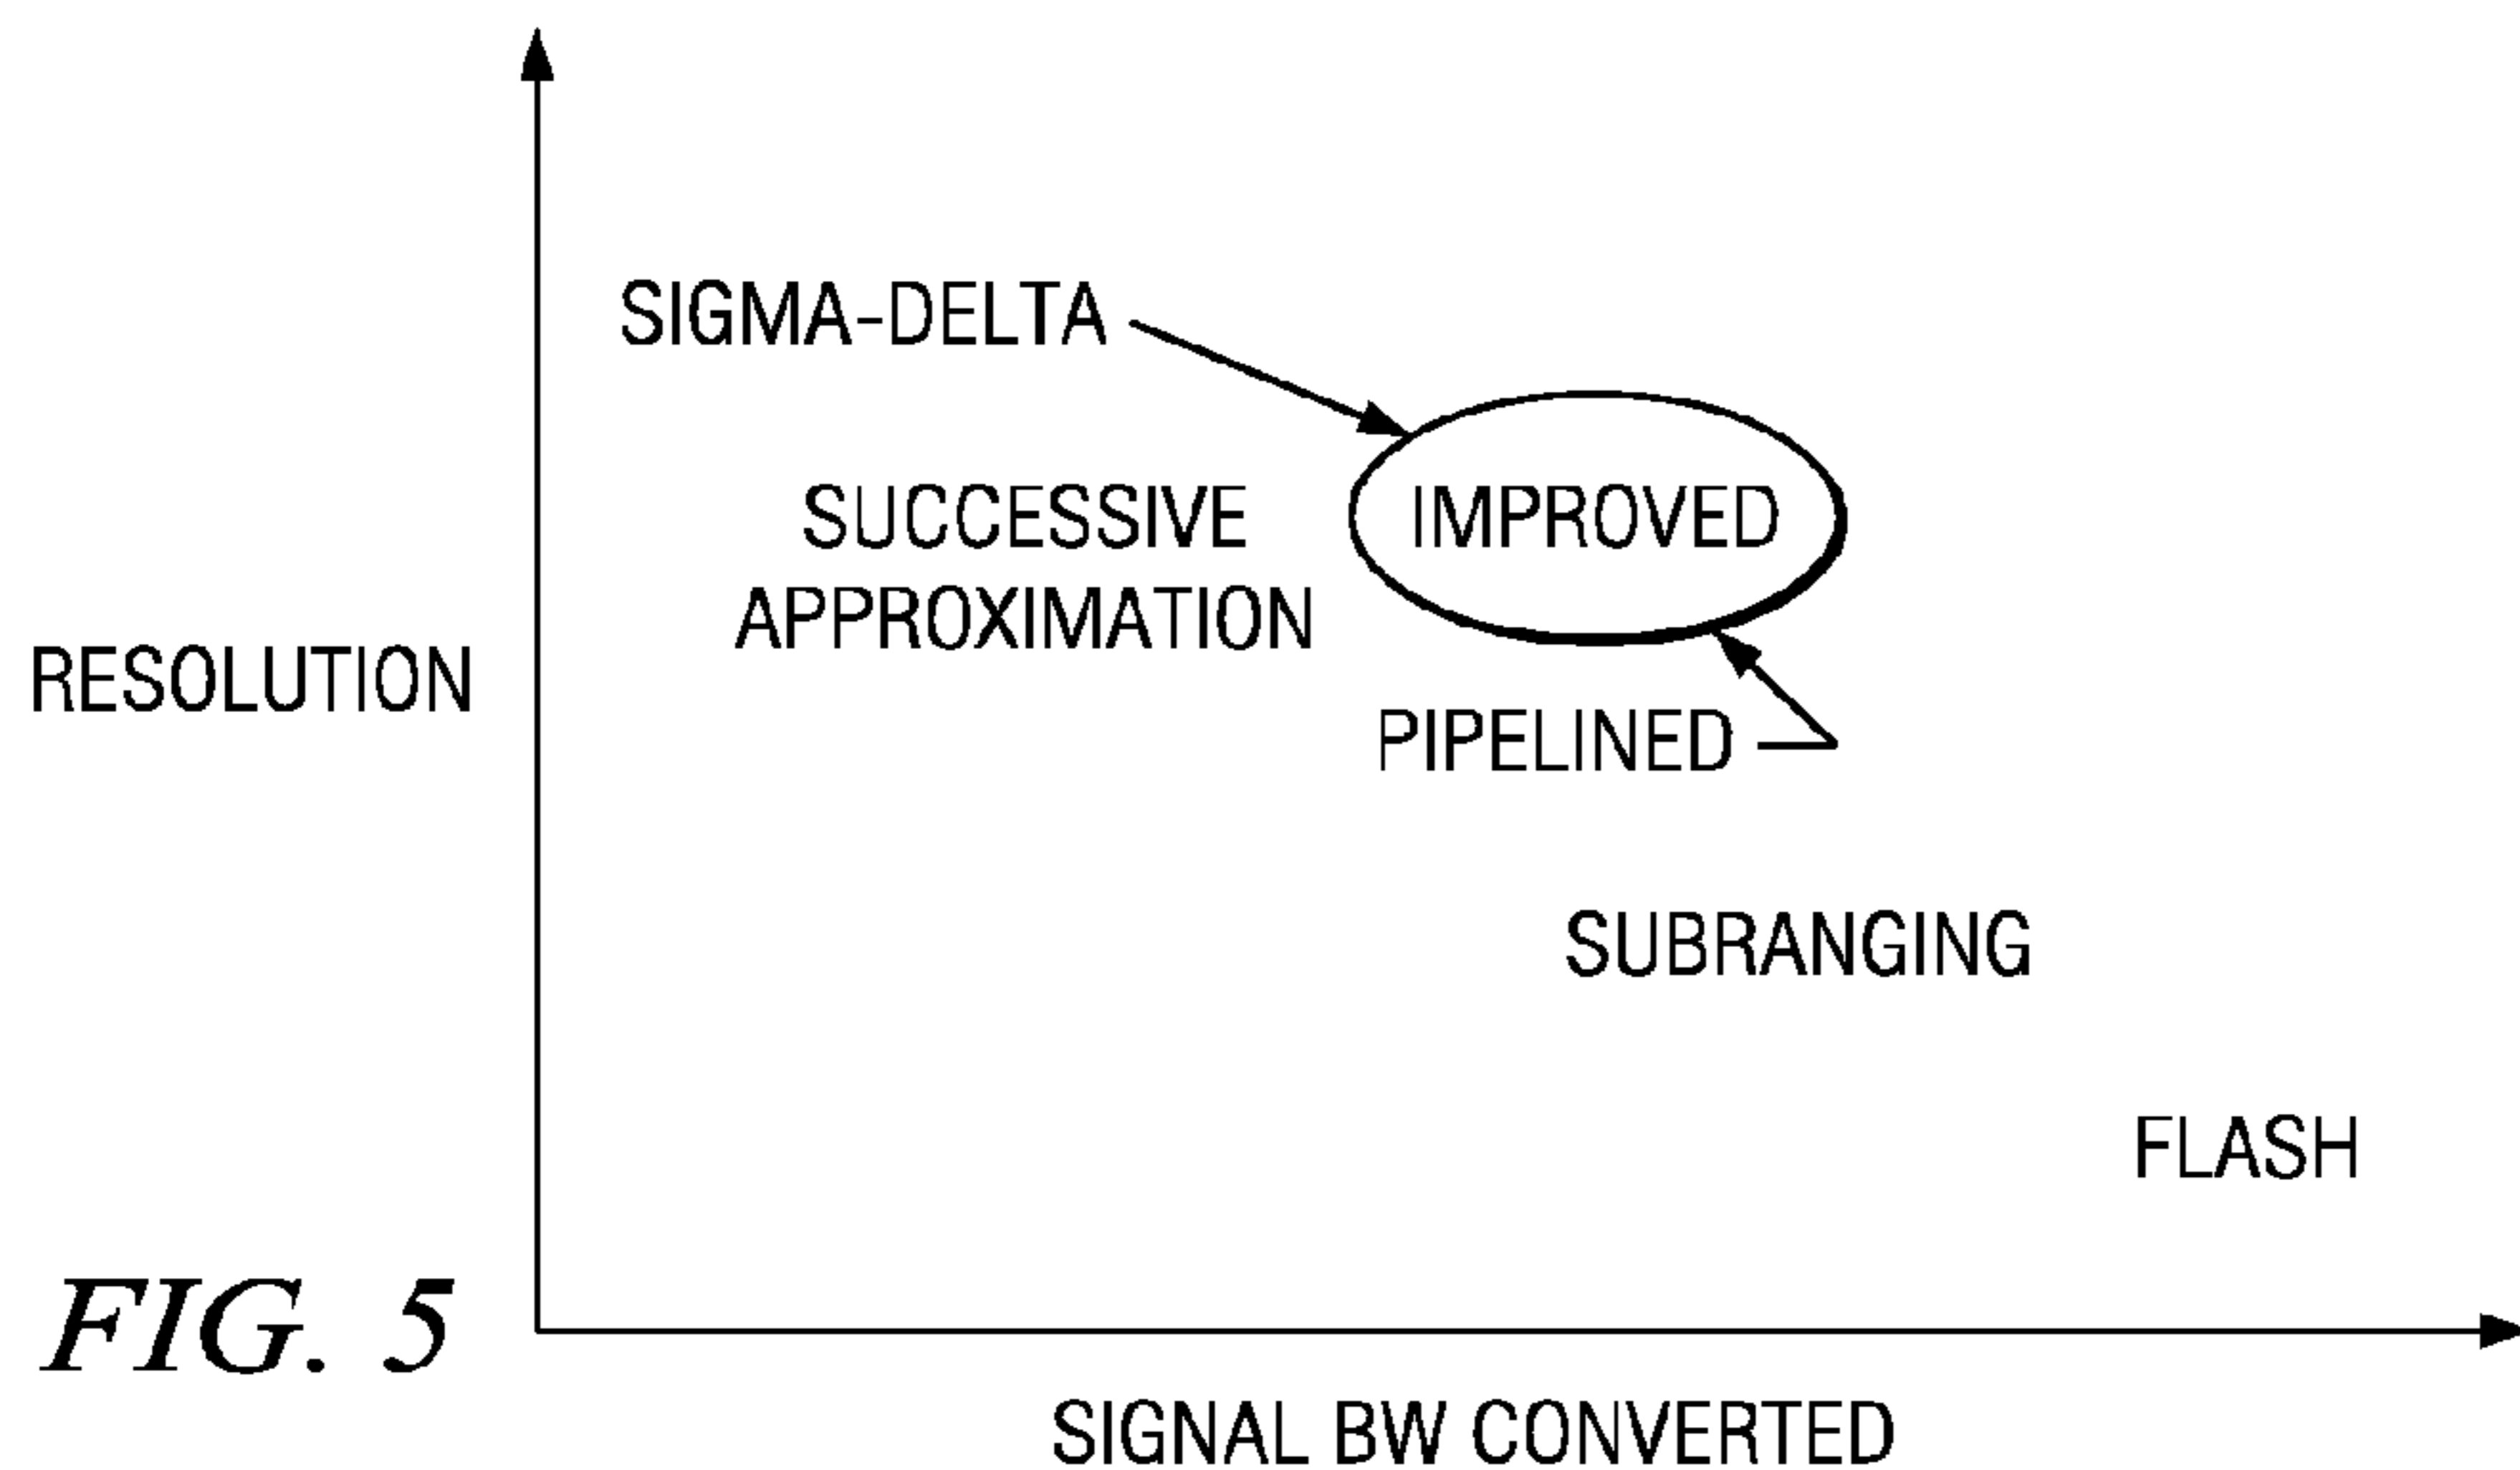 SIGMA-DELTA
SUCCESSIVE
APPROXIMATION
IMPROVED
RESOLUTION
PIPELINED
SUBRANGING
FLASH
FIG. 5
SIGNAL BW CONVERTED